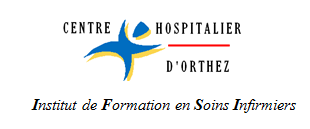 CENTRE HOSPITALIER
D'ORTHEZ
Institut de Formation en Soins Infirmiers